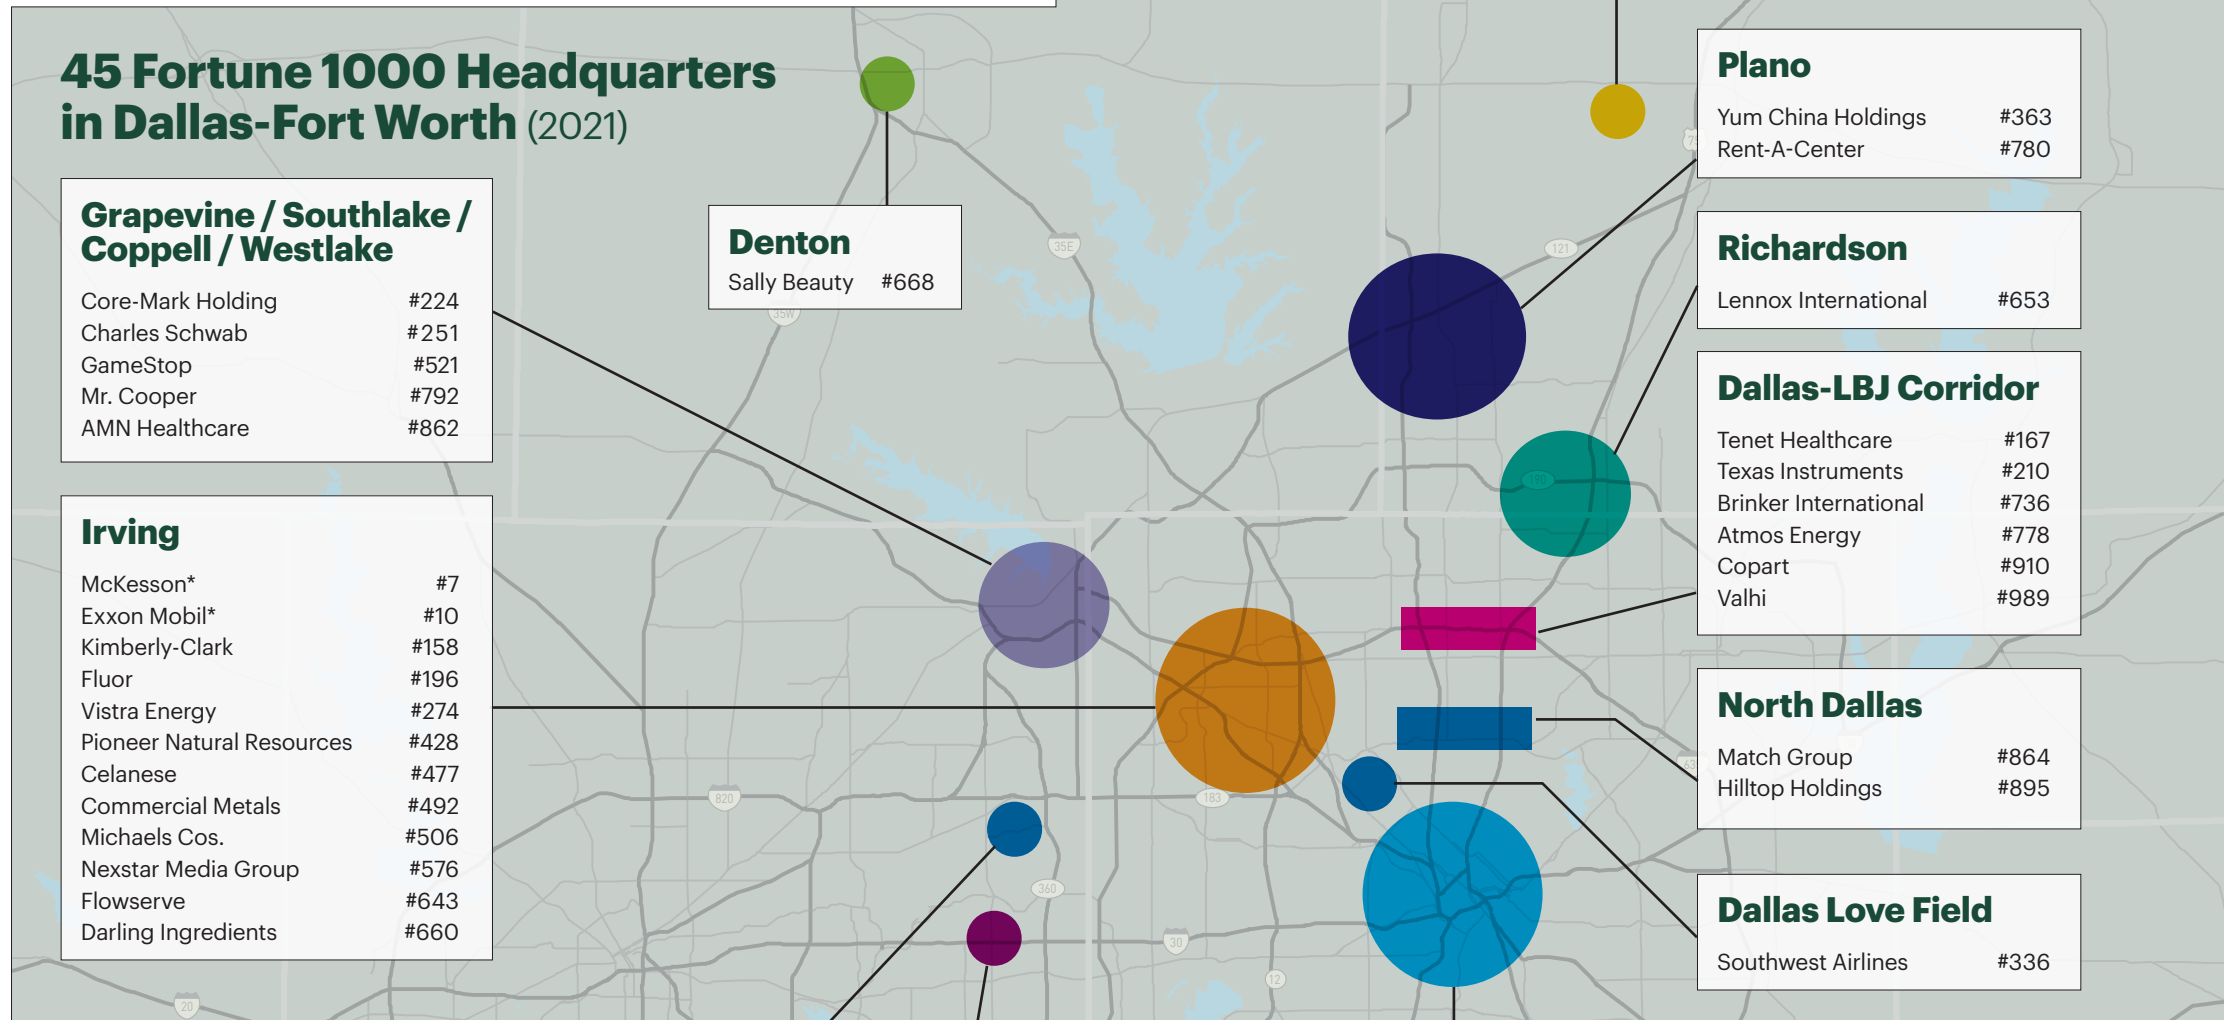 45 Fortune 1000 Headquarters
in Dallas-Fort Worth (2021)
Grapevine / Southlake /
Coppell / Westlake
Core-Mark Holding #224
Charles Schwab #251
GameStop #521
Mr. Cooper #792
AMN Healthcare #862
Irving
McKesson* #7
Exxon Mobil* #10
Kimberly-Clark #158
Fluor #196
Vistra Energy #274
Pioneer Natural Resources #428
Celanese #477
Commercial Metals #492
Michaels Cos. #506
Nexstar Media Group #576
Flowserve #643
Darling Ingredients #660
Denton
Sally Beauty #668
Plano
Yum China Holdings #363
Rent-A-Center #780
Richardson
Lennox International #653
Dallas-LBJ Corridor
Tenet Healthcare #167
Texas Instruments #210
Brinker International #736
Atmos Energy #778
Copart #910
Valhi #989
North Dallas
Match Group #864
Hilltop Holdings #895
Dallas Love Field
Southwest Airlines #336
35E
35W
121
190
820
183
360
30
12
20